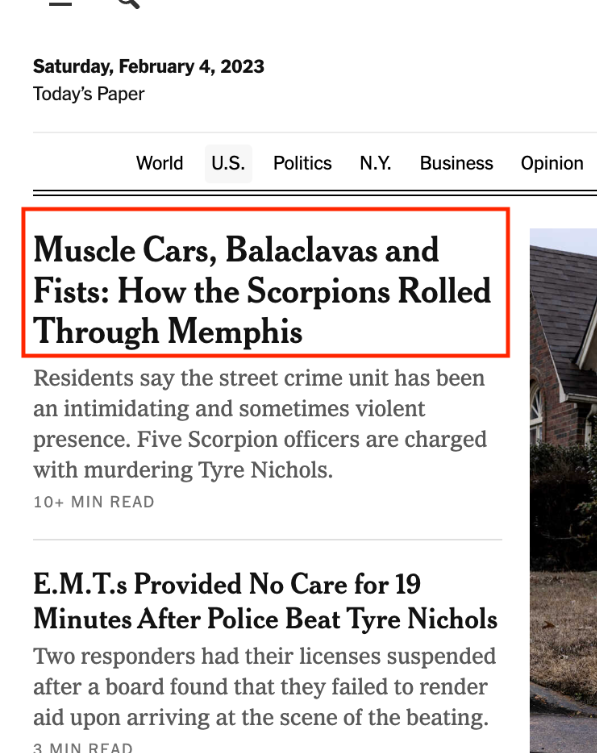 Saturday, February 4, 2023
Today’s Paper
World U.S. Politics N.Y. Business Opinion
Muscle Cars, Balaclavas and
Fists: How the Scorpions Rolled
Through Memphis
Residents say the street crime unit has been
an intimidating and sometimes violent
presence. Five Scorpion officers are charged
with murdering Tyre Nichols.
10+ MIN READ
E.M.T.s Provided No Care for 19
Minutes After Police Beat Tyre Nichols
Two responders had their licenses suspended
after a board found that they failed to render
aid upon arriving at the scene of the beating.
3 MIN READ